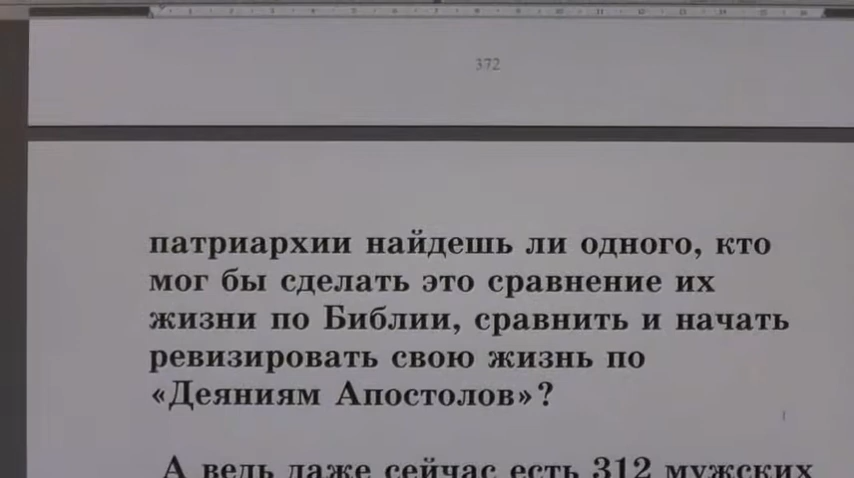 372
патриархии найдешь ли одного, кто
мог бы сделать это сравнение их
жизни по Библии, сравнить и начать
ревизировать свою жизнь по
«Деяниям Апостолов»?
А ведь даже сейчас есть 312 мужских